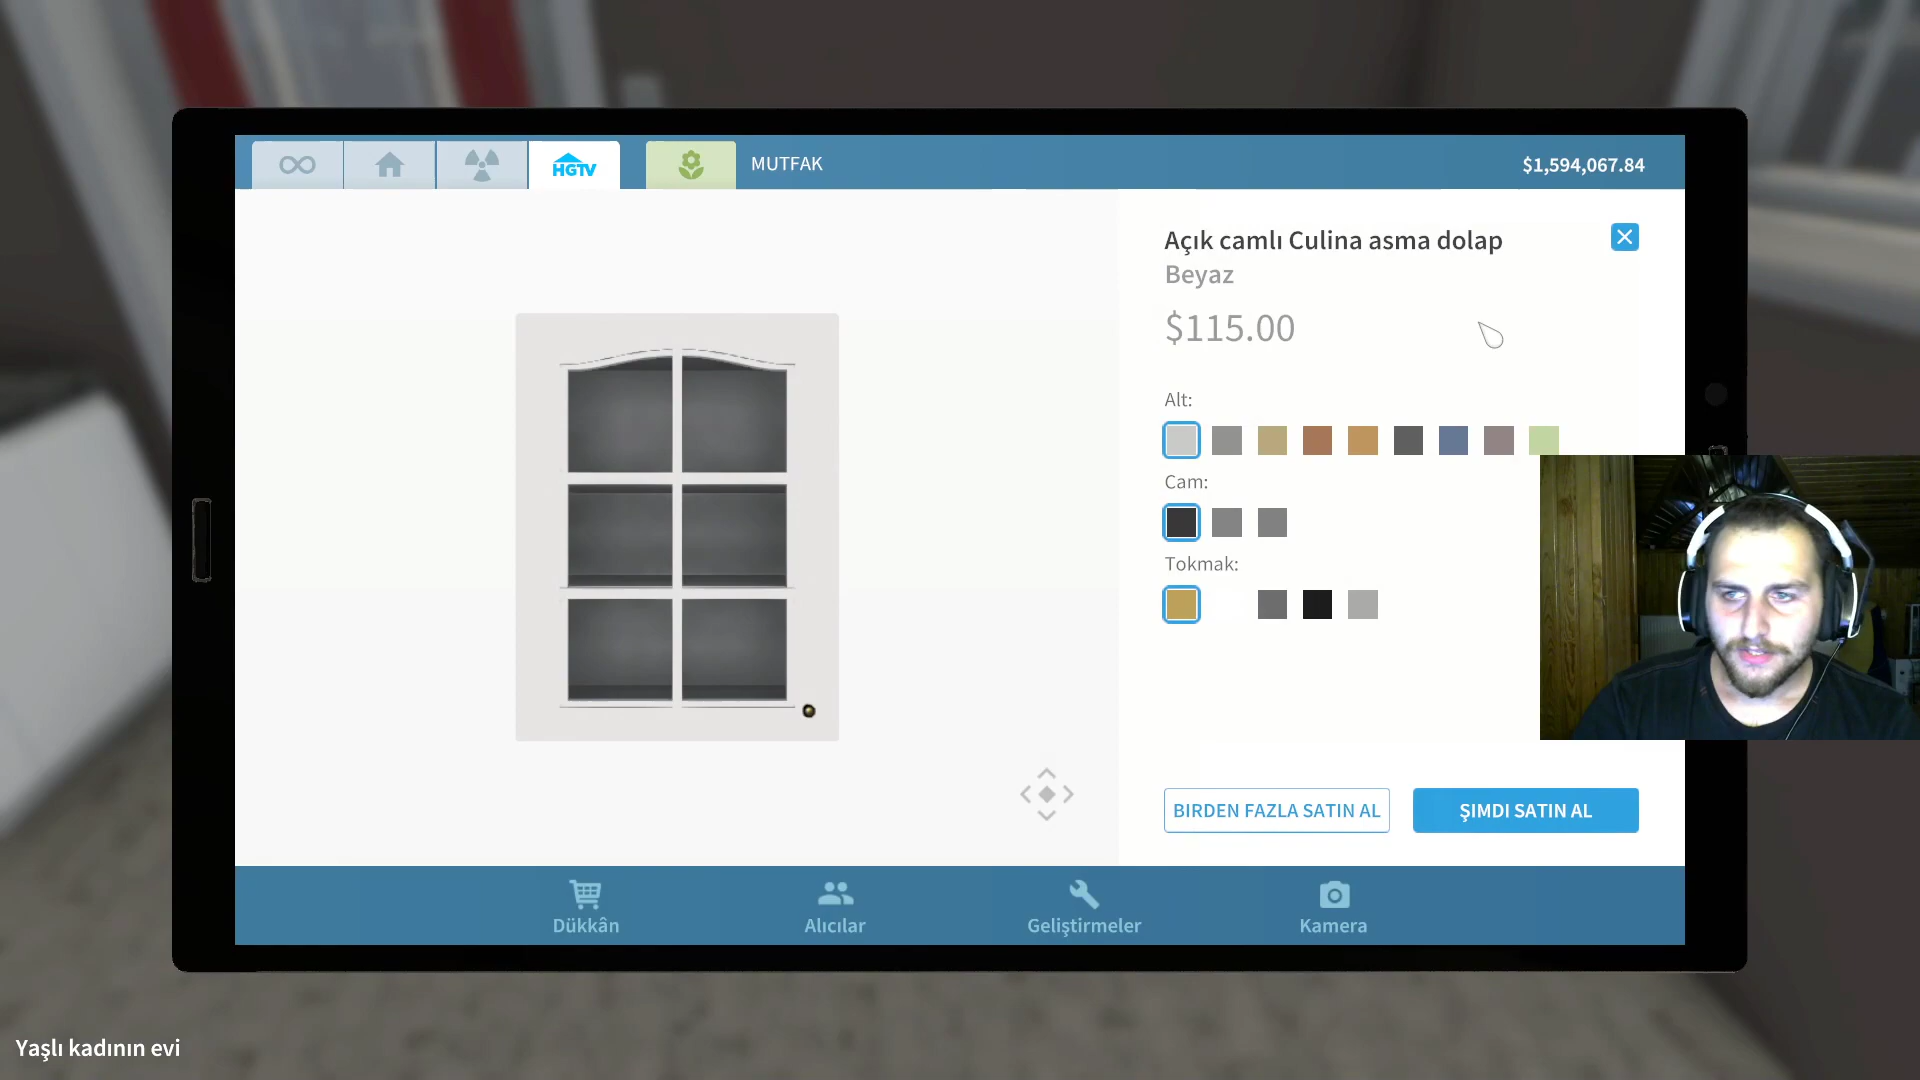 HGTV
MUTFAK
$1,594,067.84
Açık camlı Culina asma dolap
Beyaz
$115.00
Alt:
Cam:
Tokmak:
BIRDEN FAZLA SATIN AL
ŞIMDI SATIN AL
Dükkân
Alıcılar
Geliştirmeler
Kamera
Yaşlı kadının evi